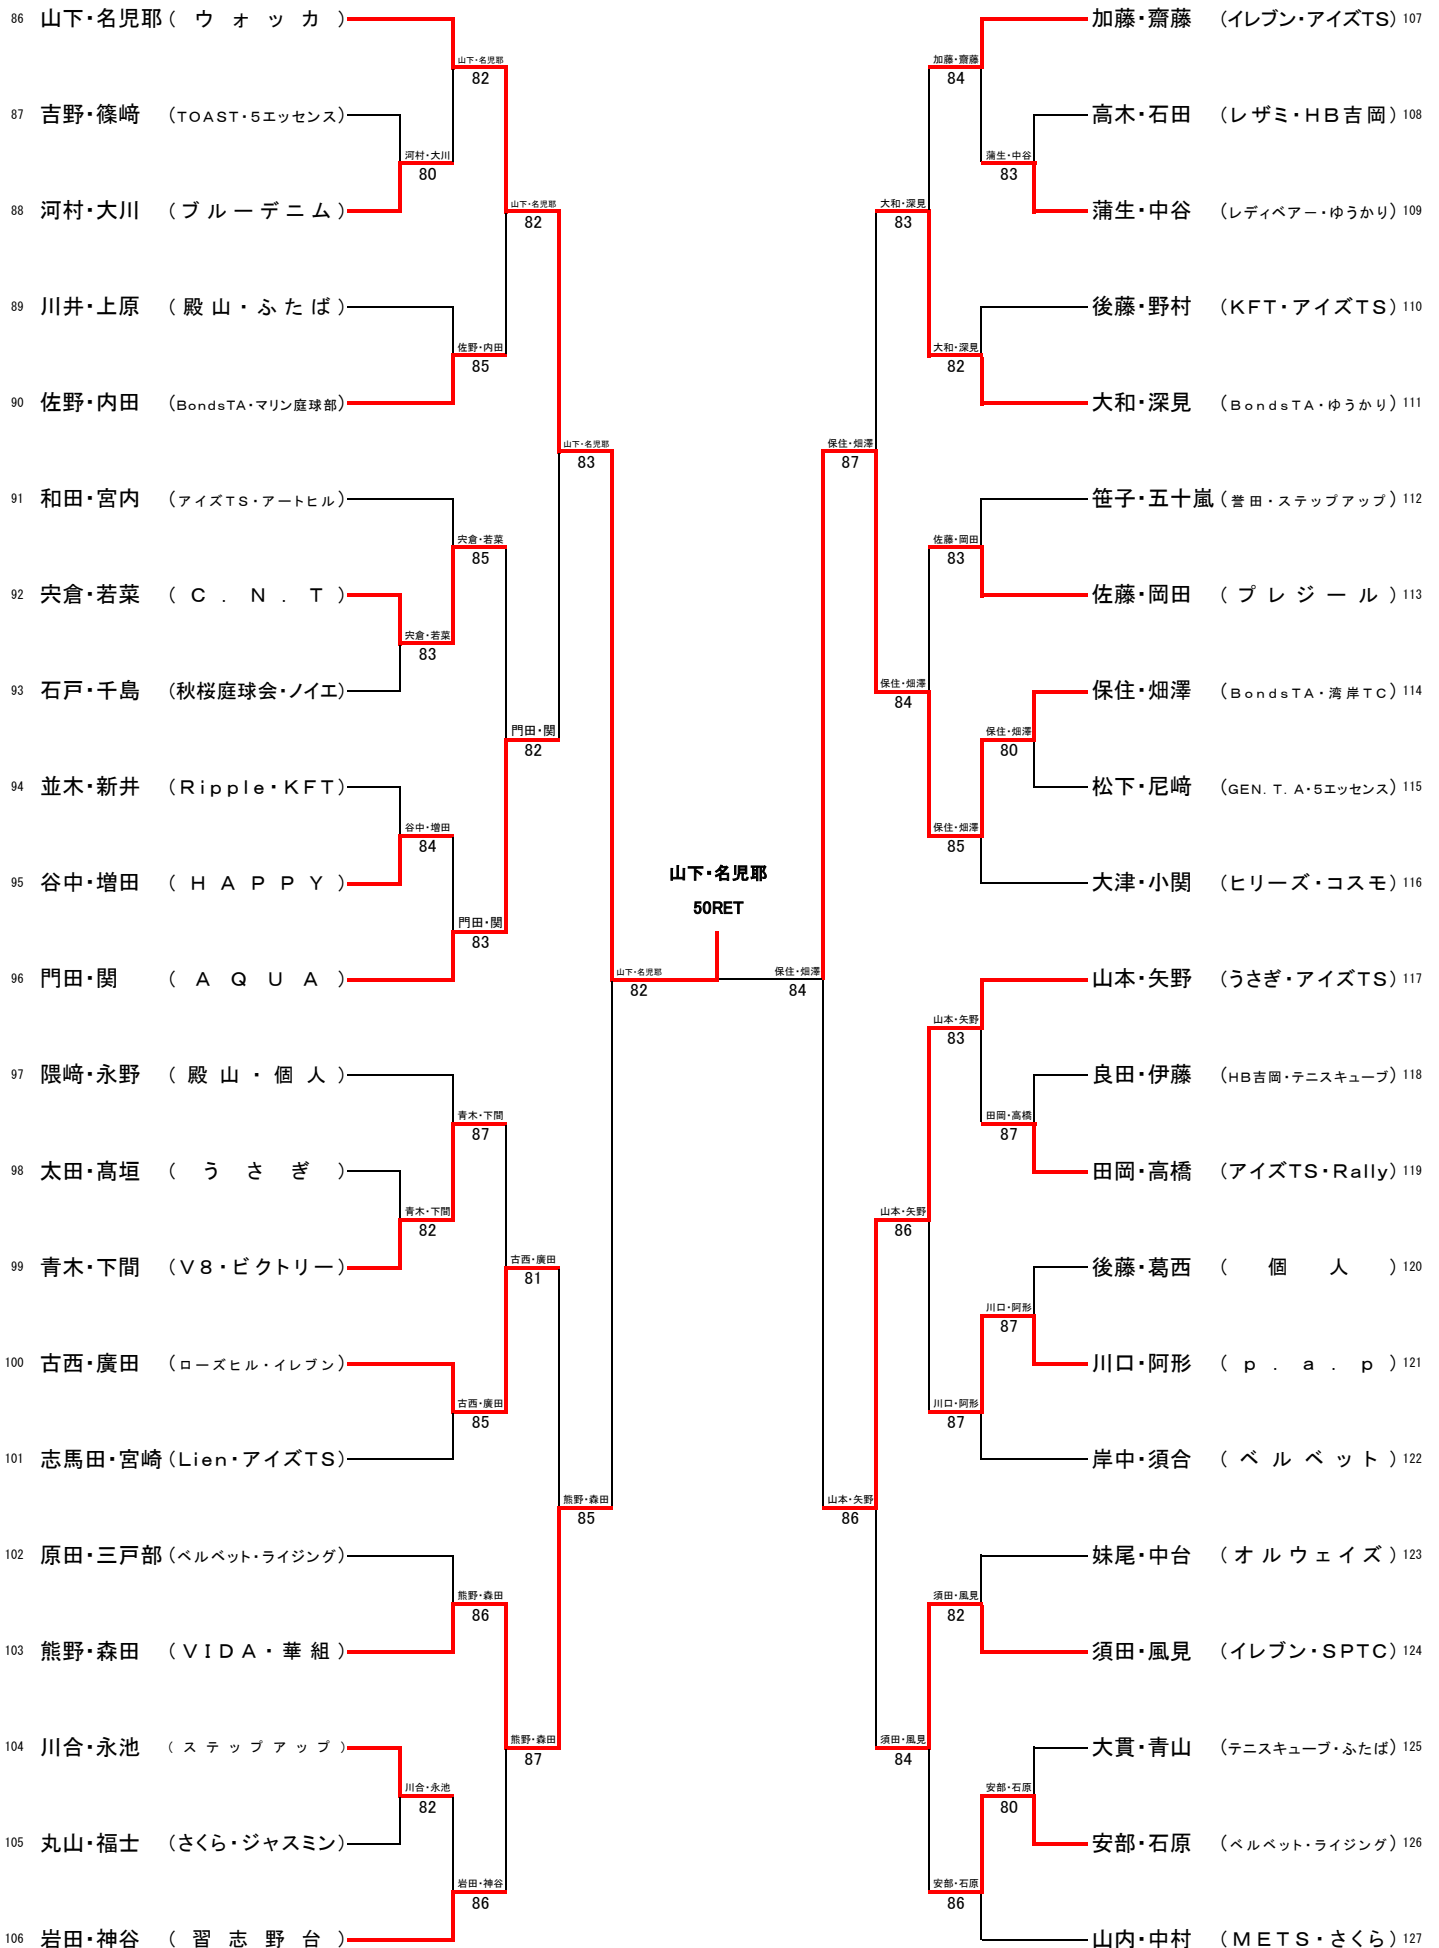 86 山下・名児耶 （ ウ ォ ッ カ ）
山下・名児耶
82
87 吉野・篠﨑 （TOAST・5エッセンス）
河村・大川
80
88 河村・大川 （ブルーデニム）
山下・名児耶
82
89 川井・上原 （殿山・ふたば）
佐野・内田
85
90 佐野・内田 （BondsTA・マリン庭球部）
山下・名児耶
83
91 和田・宮内 （アイズTS・アートヒル）
宍倉・若菜
85
92 宍倉・若菜 （ C . N . T ）
宍倉・若菜
83
93 石戸・千島 （秋桜庭球会・ノイエ）
門田・関
82
94 並木・新井 （Ripple・KFT）
谷中・増田
84
95 谷中・増田 （ H A P P Y ）
門田・関
83
96 門田・関 （ A Q U A ）
山下・名児耶
82
97 隈﨑・永野 （ 殿 山 ・ 個 人 ）
青木・下間
87
98 太田・髙垣 （ う さ ぎ ）
青木・下間
82
99 青木・下間 （V8・ビクトリー）
古西・廣田
81
100 古西・廣田 （ローズヒル・イレブン）
古西・廣田
85
101 志馬田・宮崎 （Lien・アイズTS）
熊野・森田
85
102 原田・三戸部 （ベルベット・ライジング）
熊野・森田
86
103 熊野・森田 （VIDA・華組）
熊野・森田
87
104 川合・永池 （ステップアップ）
川合・永池
82
105 丸山・福士 （さくら・ジャスミン）
岩田・神谷
86
106 岩田・神谷 （ 習 志 野 台 ）
山下・名児耶
50RET
加藤・齋藤 （イレブン・アイズTS） 107
加藤・齋藤
84
高木・石田 （レザミ・HB吉岡） 108
蒲生・中谷
83
蒲生・中谷 （レディベアー・ゆうかり） 109
大和・深見
83
後藤・野村 （KFT・アイズTS） 110
大和・深見
82
大和・深見 （BondsTA・ゆうかり） 111
保住・畑澤
87
笹子・五十嵐 （誉田・ステップアップ） 112
佐藤・岡田
83
佐藤・岡田 （ プ レ ジ ー ル ） 113
保住・畑澤
84
保住・畑澤 （BondsTA・湾岸TC） 114
保住・畑澤
80
松下・尼﨑 （GEN. T. A・5エッセンス） 115
保住・畑澤
85
大津・小関 （ヒリーズ・コスモ） 116
保住・畑澤
84
山本・矢野 （うさぎ・アイズTS） 117
山本・矢野
83
良田・伊藤 （HB吉岡・テニスキューブ） 118
田岡・高橋
87
田岡・高橋 （アイズTS・Rally） 119
山本・矢野
86
後藤・葛西 （ 個 人 ） 120
川口・阿形
87
川口・阿形 （ p . a . p ） 121
川口・阿形
87
岸中・須合 （ ベ ル ベ ッ ト ） 122
山本・矢野
86
妹尾・中台 （オルウェイズ） 123
須田・風見
82
須田・風見 （イレブン・SPTC） 124
須田・風見
84
大貫・青山 （テニスキューブ・ふたば） 125
安部・石原
80
安部・石原 （ベルベット・ライジング） 126
安部・石原
86
山内・中村 （METS・さくら） 127